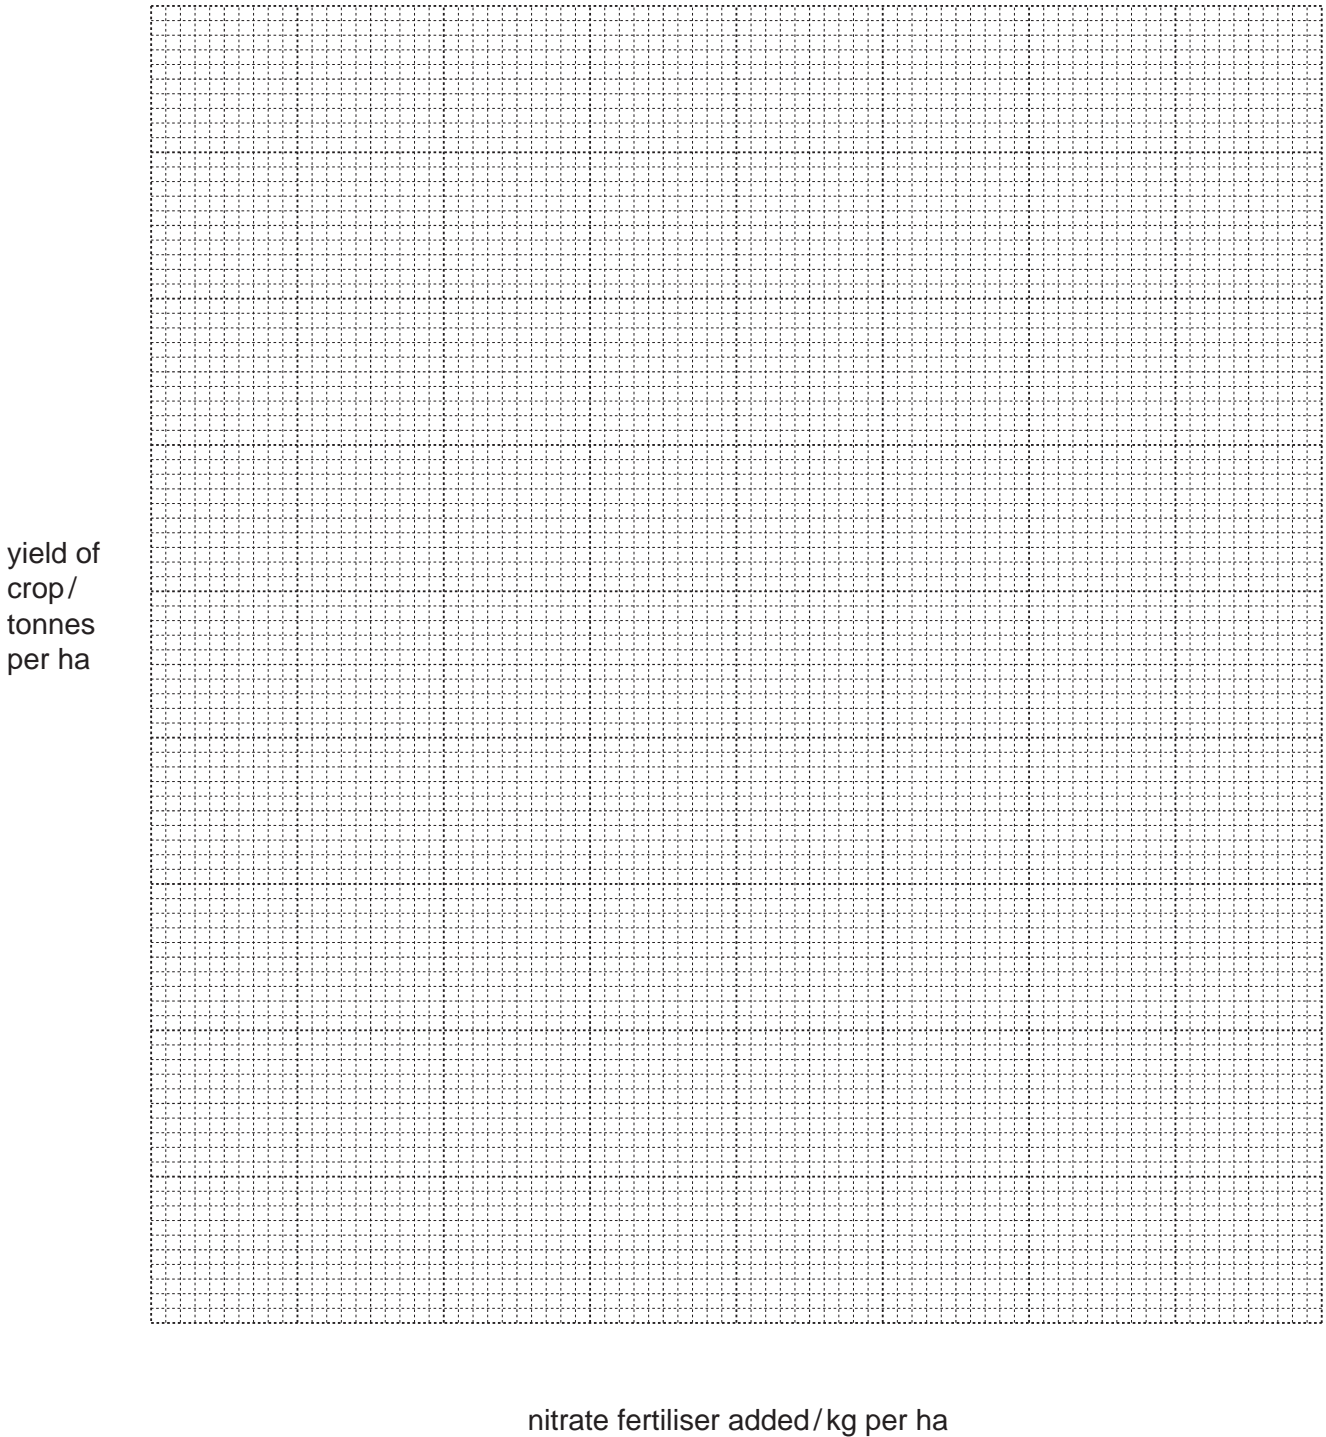 yield of
crop/
tonnes
per ha
nitrate fertiliser added/kg per ha